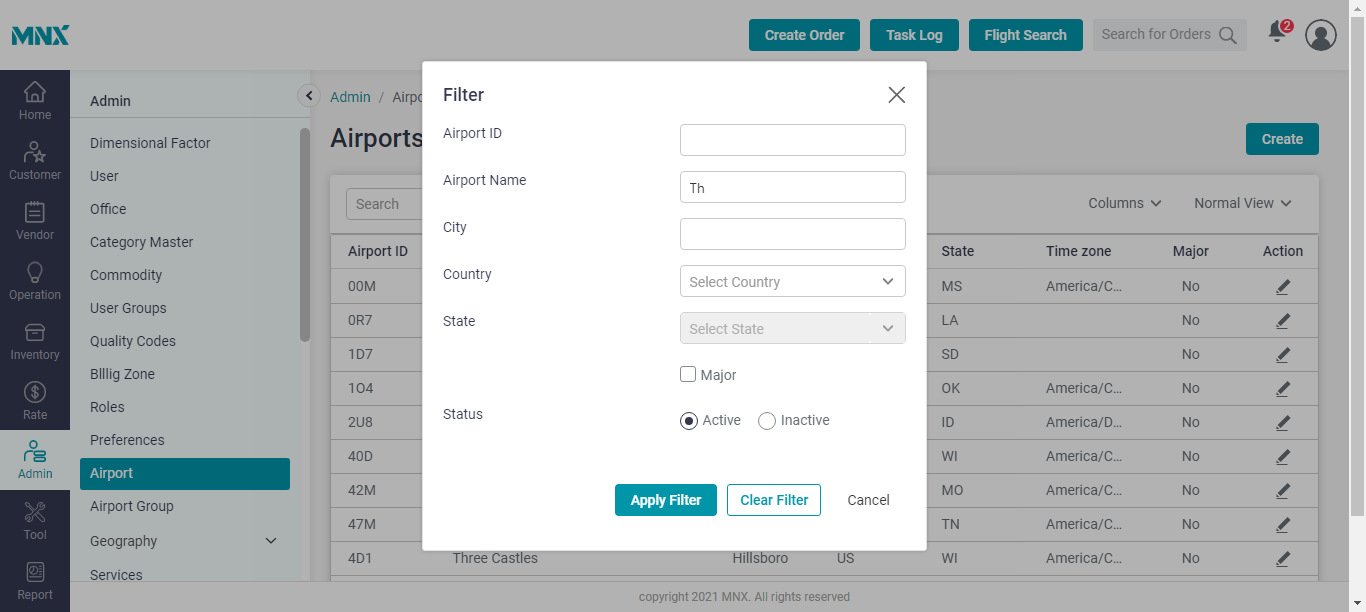 MNX
Create Order
Task Log
Flight Search
Search for Orders
2
Home
Customer
Vendor
Operation
Inventory
Rate
Admin
Tool
Report
Admin
Dimensional Factor
User
Office
Category Master
Commodity
User Groups
Quality Codes
Blllig Zone
Roles
Preferences
Airport
Airport Group
Geography
Services
Admin /
Airports
Create
Search
Columns
Normal View
Airport ID State Time zone Major Action
00M MS America/C... No
0R7 LA No
1D7 SD No
1O4 OK America/C... No
2U8 ID America/D... No
40D WI America/C... No
42M MO America/C... No
47M TN America/C... No
4D1 Three Castles Hillsboro US WI America/C... No
Filter
Airport ID
Airport Name Th
City
Country Select Country
State Select State
Major
Status Active Inactive
Apply Filter Clear Filter Cancel
copyright 2021 MNX. All rights reserved